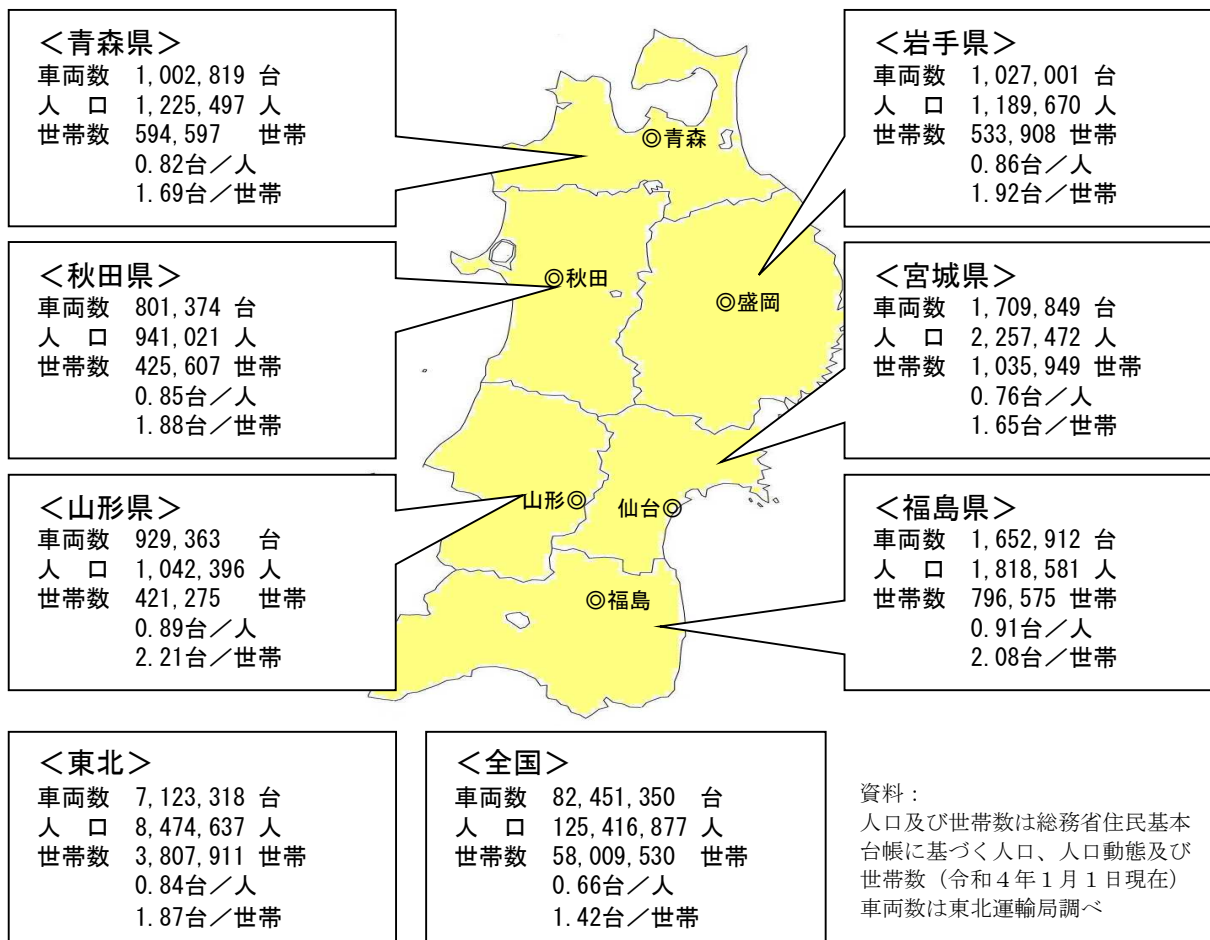 ＜青森県＞
車両数 1,002,819 台
人　口 1,225,497 人
世帯数 594,597 世帯
0.82台／人
1.69台／世帯
＜岩手県＞
車両数 1,027,001 台
人　口 1,189,670 人
世帯数 533,908 世帯
0.86台／人
1.92台／世帯
◎青森
＜秋田県＞
車両数 801,374 台
人　口 941,021 人
世帯数 425,607 世帯
0.85台／人
1.88台／世帯
◎秋田
◎盛岡
＜宮城県＞
車両数 1,709,849 台
人　口 2,257,472 人
世帯数 1,035,949 世帯
0.76台／人
1.65台／世帯
＜山形県＞
車両数 929,363 台
人　口 1,042,396 人
世帯数 421,275 世帯
0.89台／人
2.21台／世帯
山形◎
仙台◎
◎福島
＜福島県＞
車両数 1,652,912 台
人　口 1,818,581 人
世帯数 796,575 世帯
0.91台／人
2.08台／世帯
＜東北＞
車両数 7,123,318 台
人　口 8,474,637 人
世帯数 3,807,911 世帯
0.84台／人
1.87台／世帯
＜全国＞
車両数 82,451,350 台
人　口 125,416,877 人
世帯数 58,009,530 世帯
0.66台／人
1.42台／世帯
資料：
人口及び世帯数は総務省住民基本
台帳に基づく人口、人口動態及び
世帯数（令和４年１月１日現在）
車両数は東北運輸局調べ